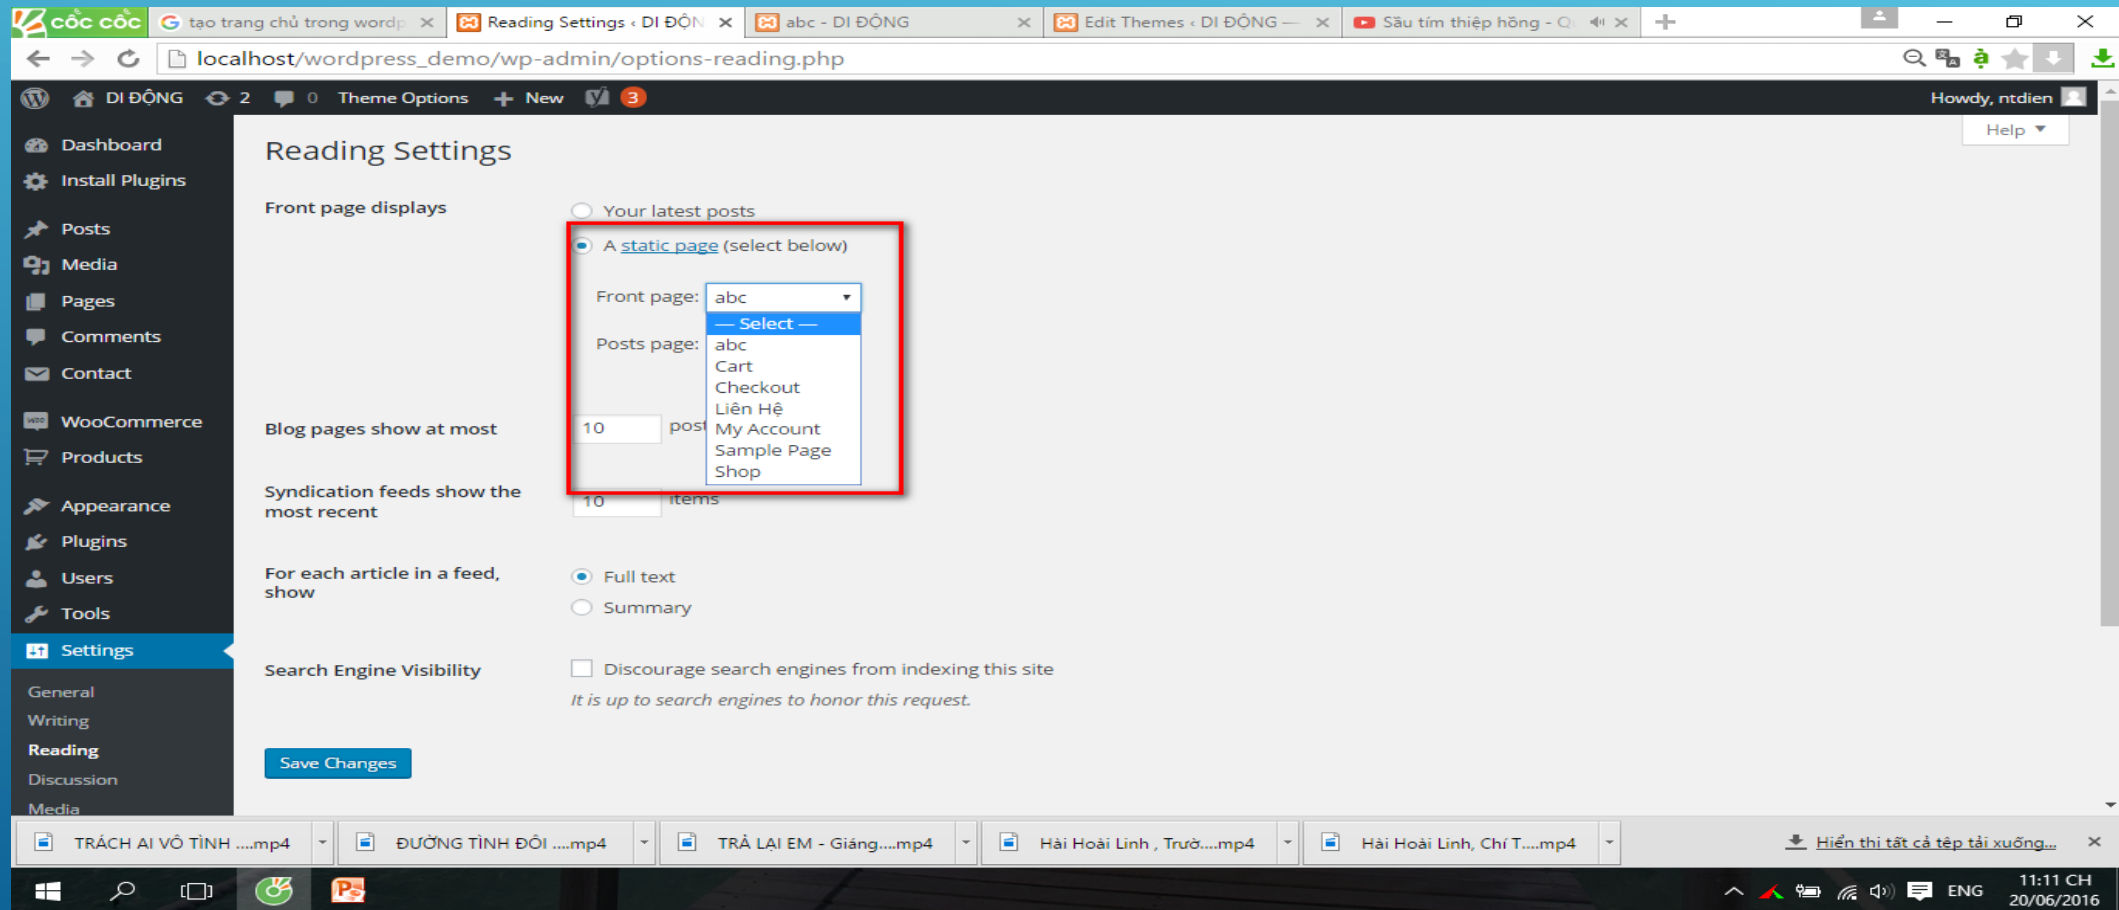 cốc cốc
tạo trang chủ trong wordp
Reading Settings ‹ DI ĐỘN
abc - DI ĐỘNG
Edit Themes ‹ DI ĐỘNG —
Sầu tím thiệp hồng - Q
localhost/wordpress_demo/wp-admin/options-reading.php
DI ĐỘNG 2 0 Theme Options + New 3 Howdy, ntdien
Help
Dashboard
Install Plugins
Posts
Media
Pages
Comments
Contact
WooCommerce
Products
Appearance
Plugins
Users
Tools
Settings
General
Writing
Reading
Discussion
Media
Reading Settings
Front page displays
Your latest posts
A static page (select below)
Front page: abc
— Select —
Posts page: abc
Cart
Checkout
Liên Hệ
My Account
Sample Page
Shop
Blog pages show at most 10
Syndication feeds show the
most recent
10 items
For each article in a feed,
show
Full text
Summary
Search Engine Visibility
Discourage search engines from indexing this site
It is up to search engines to honor this request.
Save Changes
TRÁCH AI VÔ TÌNH ....mp4
ĐƯỜNG TÌNH ĐÔI ....mp4
TRẢ LẠI EM - Giáng....mp4
Hài Hoài Linh , Trườ....mp4
Hài Hoài Linh, Chí T....mp4
Hiển thị tất cả tệp tải xuống...
ENG
11:11 CH
20/06/2016